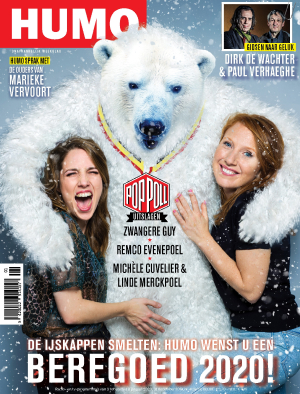 HUMO
HUMO SPRAK MET
DE OUDERS VAN
MARIEKE
VERVOORT
GIDSEN NAAR GELUK
DIRK DE WACHTER
& PAUL VERHAEGHE
POP POLL
UITSLAGEN
ZWANGERE GUY
REMCO EVENEPOEL
MICHÈLE CUVELIER &
LINDE MERCKPOEL
DE IJSKAPPEN SMELTEN: HUMO WENST U EEN
BEREGOED 2020!